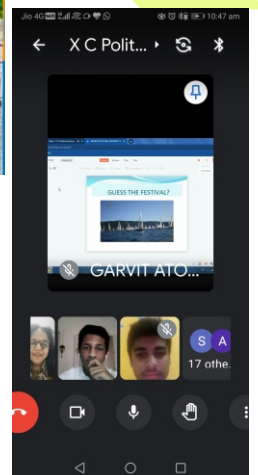 Jio 4G
10:47 am
X C Polit...
GUESS THE FESTIVAL?
GARVIT ATO...
S A
17 othe.